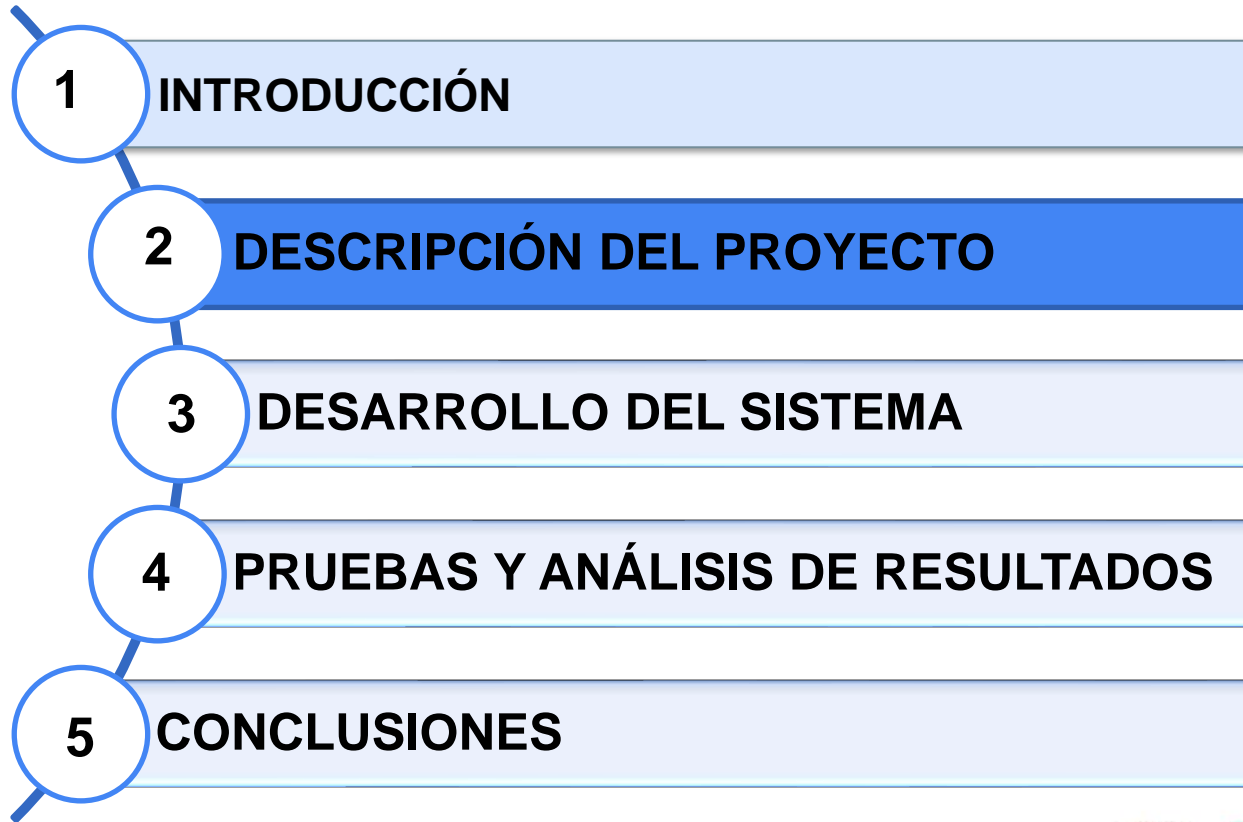 1
INTRODUCCIÓN
2
DESCRIPCIÓN DEL PROYECTO
3
DESARROLLO DEL SISTEMA
4
PRUEBAS Y ANÁLISIS DE RESULTADOS
5
CONCLUSIONES